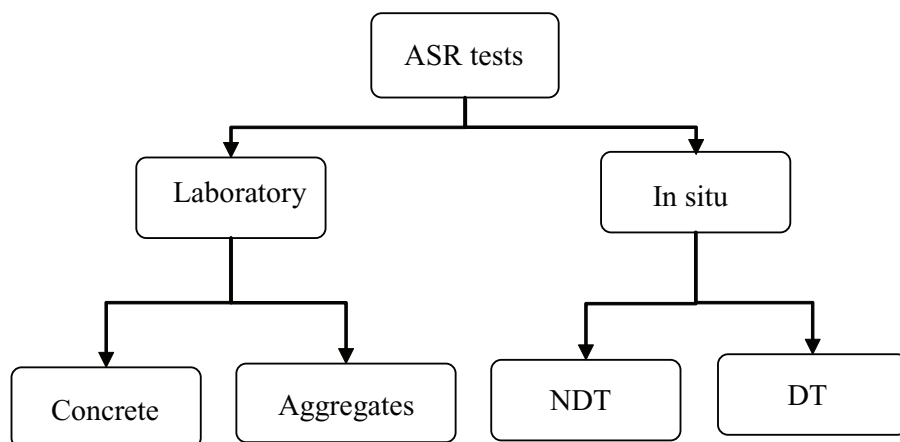 ASR tests
Laboratory
In situ
Concrete
Aggregates
NDT
DT